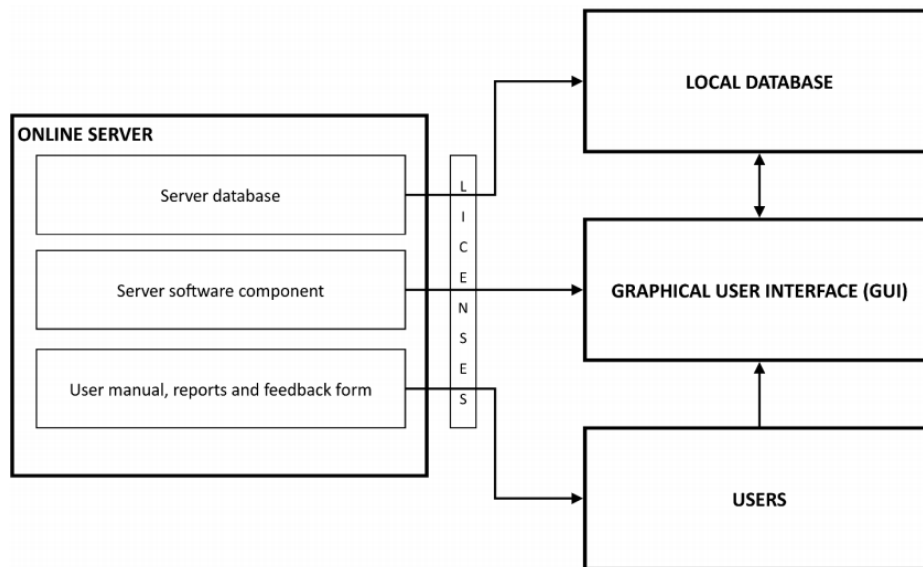 LOCAL DATABASE
ONLINE SERVER
Server database
Server software component
User manual, reports and feedback form
L
I
C
E
N
S
E
S
GRAPHICAL USER INTERFACE (GUI)
USERS